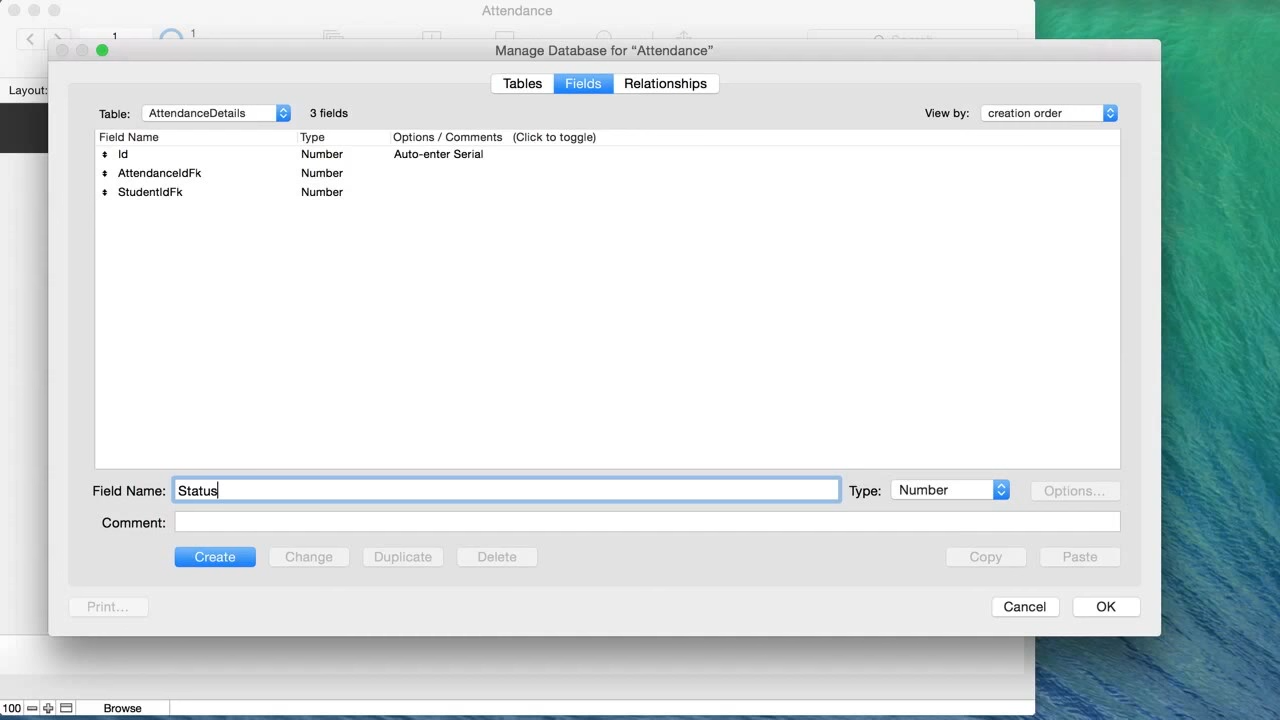 Attendance
1
1
Manage Database for “Attendance”
Layout:
Tables Fields Relationships
Table: AttendanceDetails 3 fields View by: creation order
Field Name Type Options / Comments (Click to toggle)
Id Number Auto-enter Serial
AttendanceIdFk Number
StudentIdFk Number
Field Name: Status Type: Number Options...
Comment:
Create Change Duplicate Delete Copy Paste
Print... Cancel OK
100 Browse